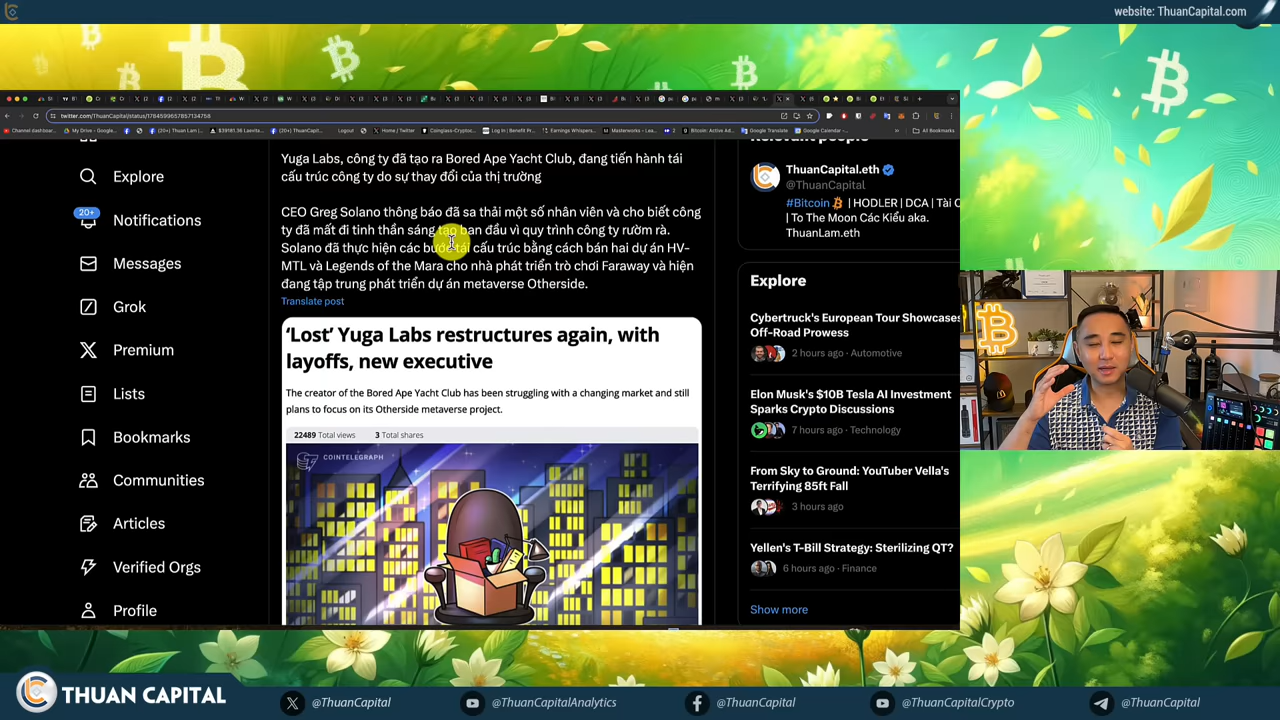 website: ThuanCapital.com
twitter.com/ThuanCapital/status/1784599657857134758
Explore
20+
Notifications
Messages
Grok
Premium
Lists
Bookmarks
Communities
Articles
Verified Orgs
Profile
Yuga Labs, công ty đã tạo ra Bored Ape Yacht Club, đang tiến hành tái
cấu trúc công ty do sự thay đổi của thị trường
CEO Greg Solano thông báo đã sa thải một số nhân viên và cho biết công
ty đã mất đi tinh thần sáng tạo ban đầu vì quy trình công ty rườm rà.
Solano đã thực hiện các bước tái cấu trúc bằng cách bán hai dự án HV-
MTL và Legends of the Mara cho nhà phát triển trò chơi Faraway và hiện
đang tập trung phát triển dự án metaverse Otherside.
Translate post
‘Lost’ Yuga Labs restructures again, with
layoffs, new executive
The creator of the Bored Ape Yacht Club has been struggling with a changing market and still
plans to focus on its Otherside metaverse project.
22489 Total views 3 Total shares
COINTELEGRAPH
Relevant people
ThuanCapital.eth
@ThuanCapital
#Bitcoin | HODLER | DCA | Tài C
| To The Moon Các Kiểu aka.
ThuanLam.eth
Explore
Cybertruck's European Tour Showcases
Off-Road Prowess
2 hours ago · Automotive
Elon Musk's $10B Tesla AI Investment
Sparks Crypto Discussions
7 hours ago · Technology
From Sky to Ground: YouTuber Vella's
Terrifying 85ft Fall
3 hours ago
Yellen's T-Bill Strategy: Sterilizing QT?
6 hours ago · Finance
Show more
THUAN CAPITAL
@ThuanCapital
@ThuanCapitalAnalytics
@ThuanCapital
@ThuanCapitalCrypto
@ThuanCapital